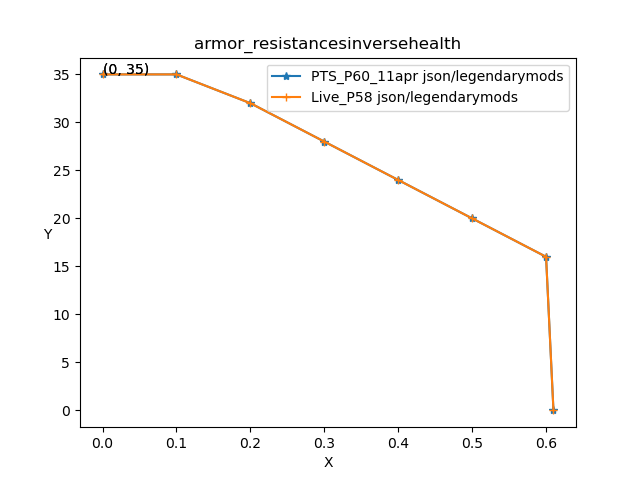 armor_resistancesinversehealth
(0, 35)
PTS_P60_11apr json/legendarymods
Live_P58 json/legendarymods
35
30
25
20
15
10
5
0
Y
0.0 0.1 0.2 0.3 0.4 0.5 0.6
X